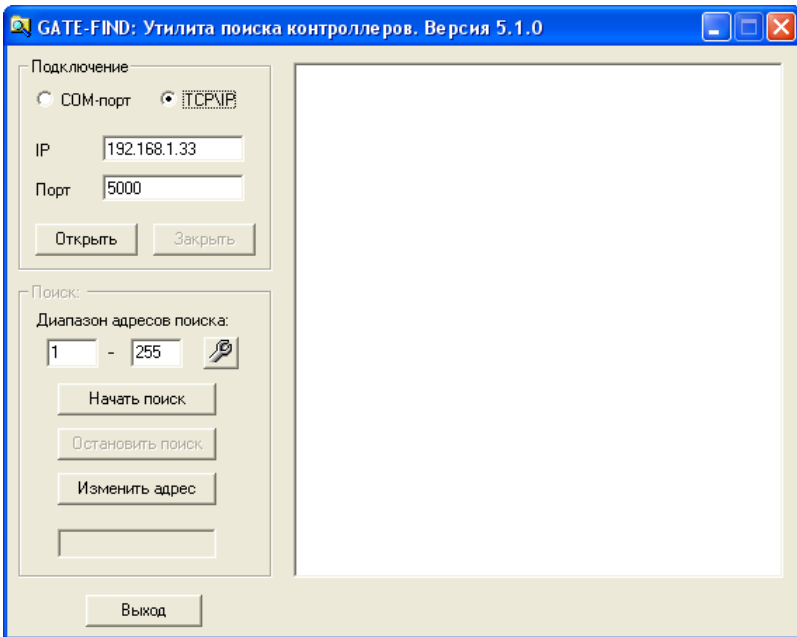 GATE-FIND: Утилита поиска контроллеров. Версия 5.1.0
Подключение
COM-порт TCP\IP
IP 192.168.1.33
Порт 5000
Открыть Закрыть
Поиск:
Диапазон адресов поиска:
1 - 255
Начать поиск
Остановить поиск
Изменить адрес
Выход